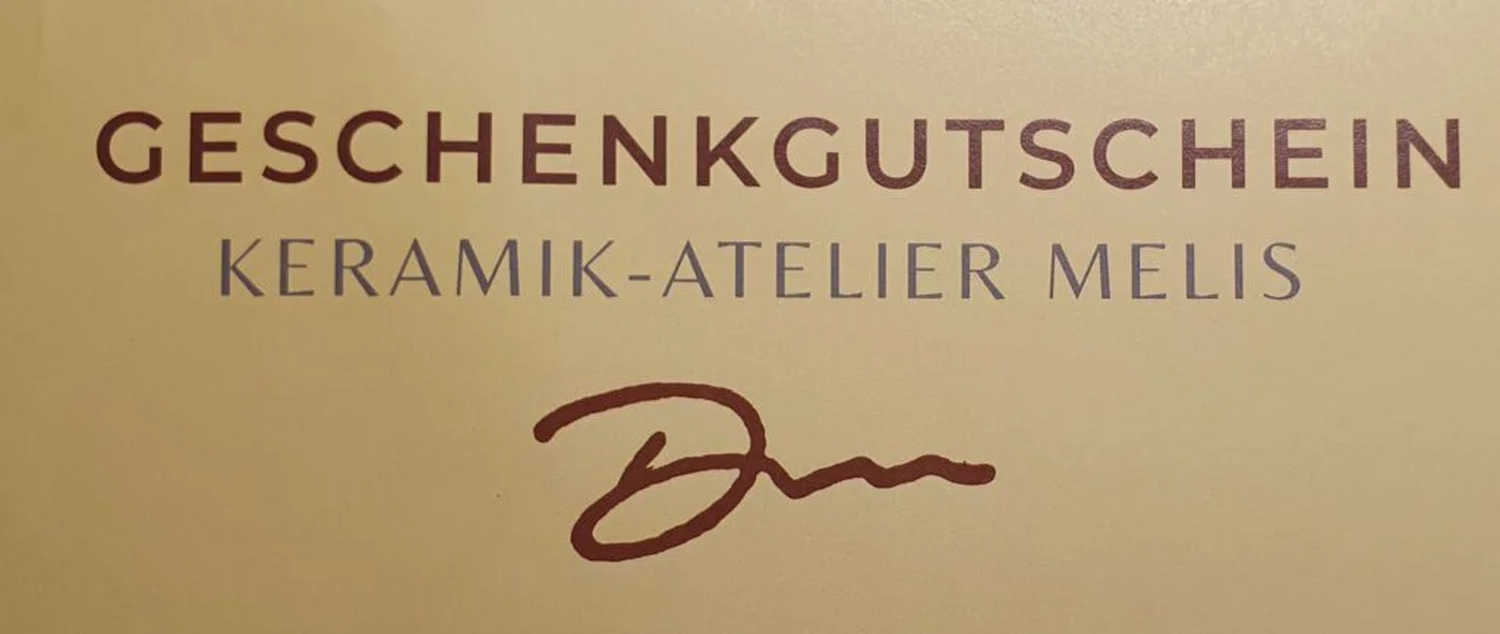 GESCHENKGUTSCHEIN
KERAMIK-ATELIER MELIS